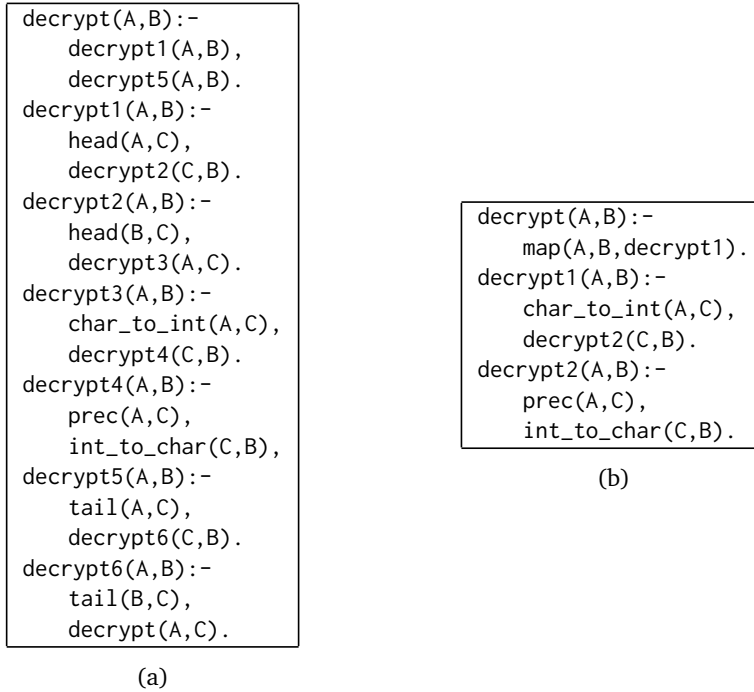 decrypt(A,B):-
decrypt1(A,B),
decrypt5(A,B).
decrypt1(A,B):-
head(A,C),
decrypt2(C,B).
decrypt2(A,B):-
head(B,C),
decrypt3(A,C).
decrypt3(A,B):-
char_to_int(A,C),
decrypt4(C,B).
decrypt4(A,B):-
prec(A,C),
int_to_char(C,B),
decrypt5(A,B):-
tail(A,C),
decrypt6(C,B).
decrypt6(A,B):-
tail(B,C),
decrypt(A,C).
(a)
decrypt(A,B):-
map(A,B,decrypt1).
decrypt1(A,B):-
char_to_int(A,C),
decrypt2(C,B).
decrypt2(A,B):-
prec(A,C),
int_to_char(C,B).
(b)